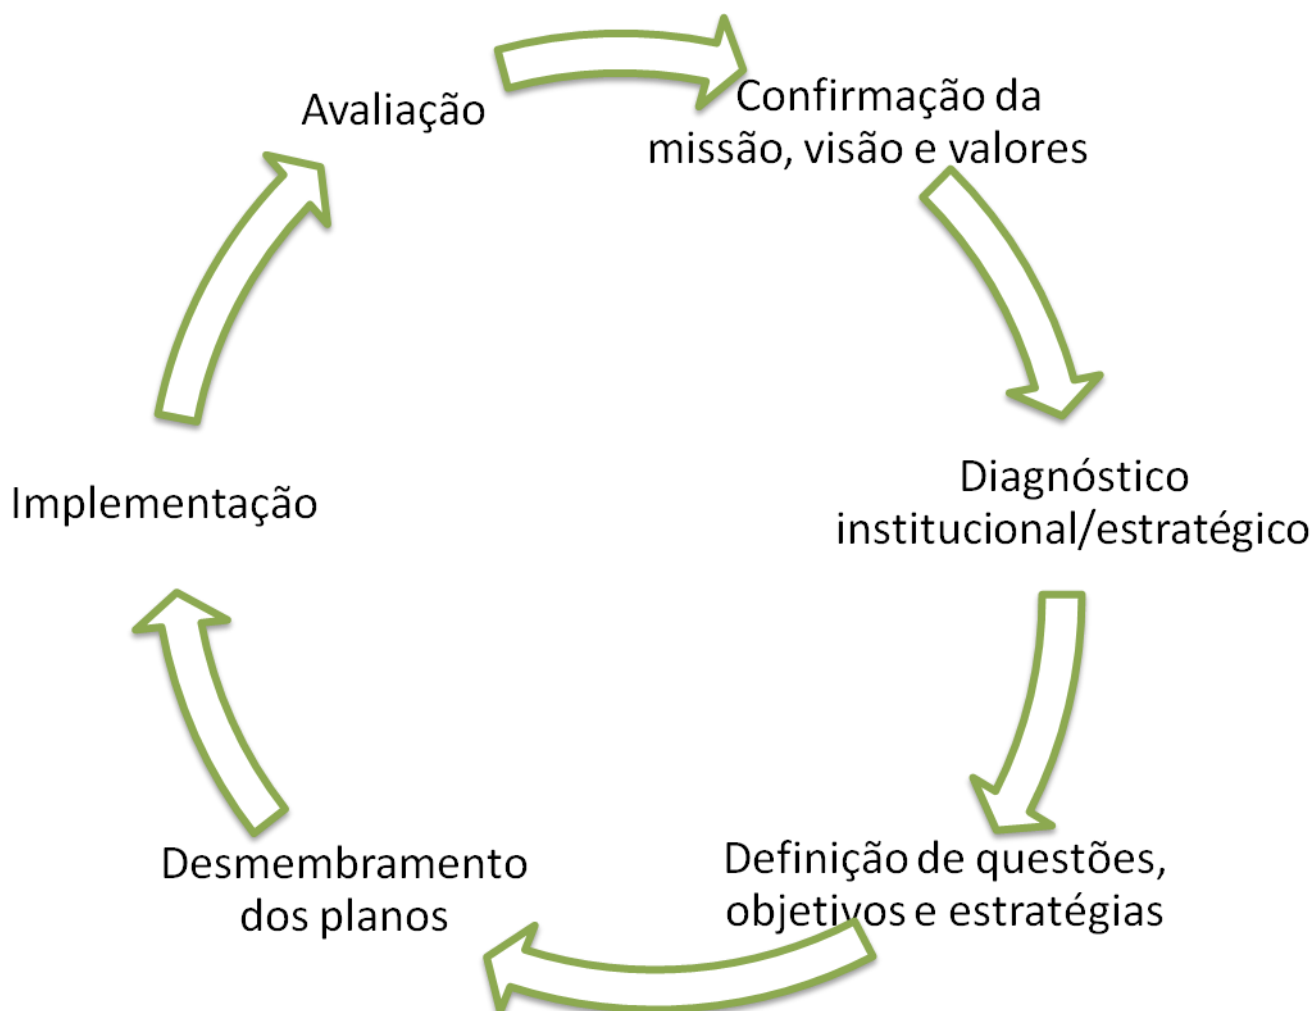 Avaliação
Confirmação da
missão, visão e valores
Diagnóstico
institucional/estratégico
Definição de questões,
objetivos e estratégias
Desmembramento
dos planos
Implementação